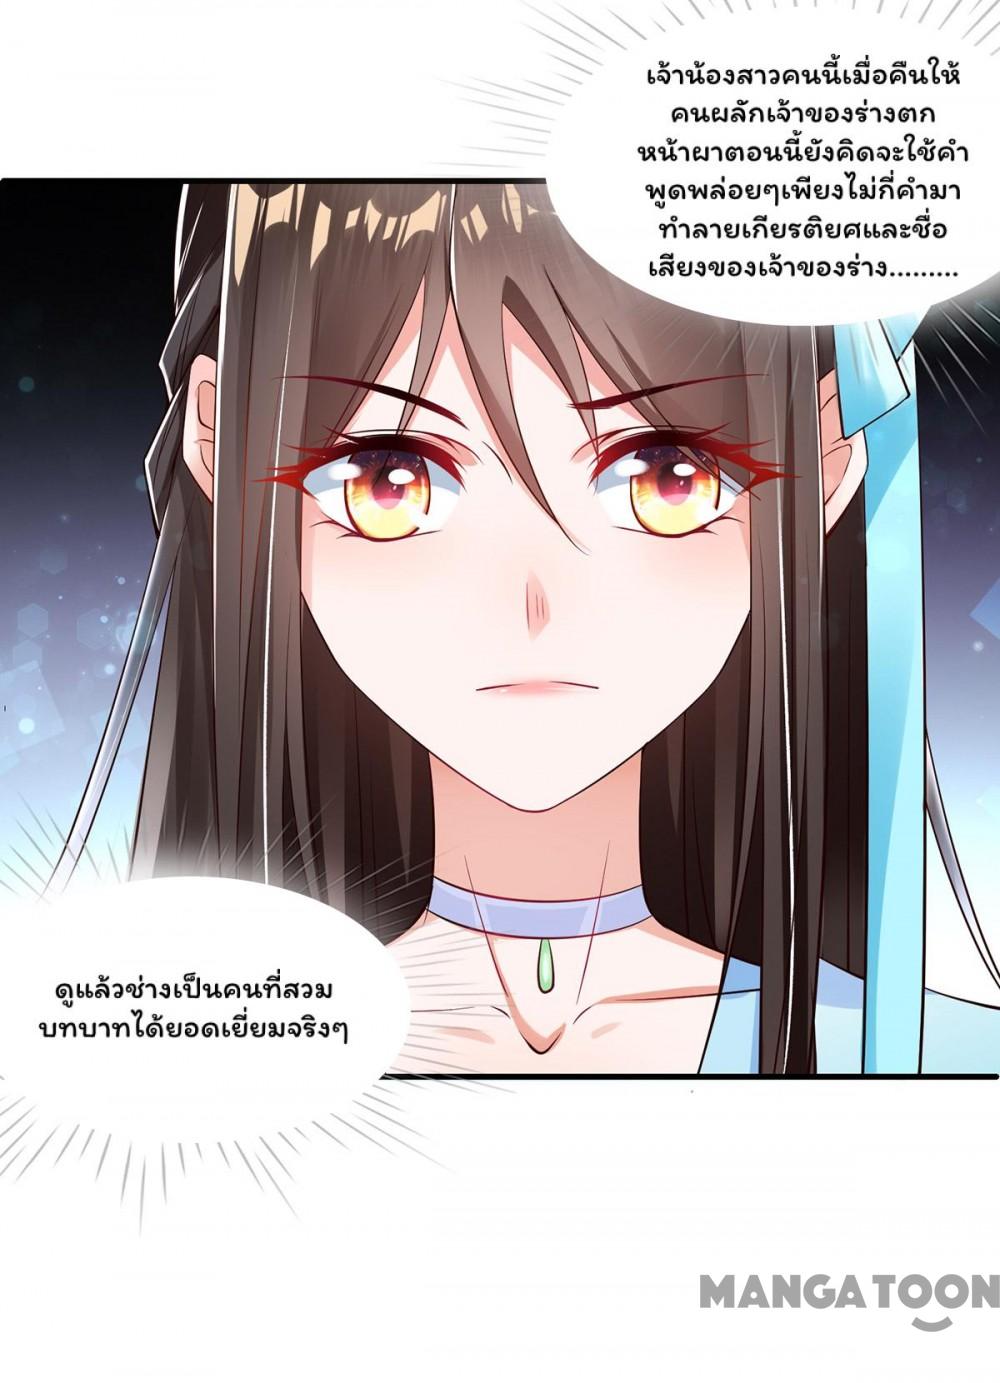 เจ้าน้องสาวคนนี้เมื่อคืนให้
คนผลักเจ้าของร่างตก
หน้าผาตอนนี้ยังคิดจะใช้คำ
พูดพล่อยๆเพียงไม่กี่คำมา
ทำลายเกียรติยศและชื่อ
เสียงของเจ้าของร่าง.........
ดูแล้วช่างเป็นคนที่สวม
บทบาทได้ยอดเยี่ยมจริงๆ
MANGATOON